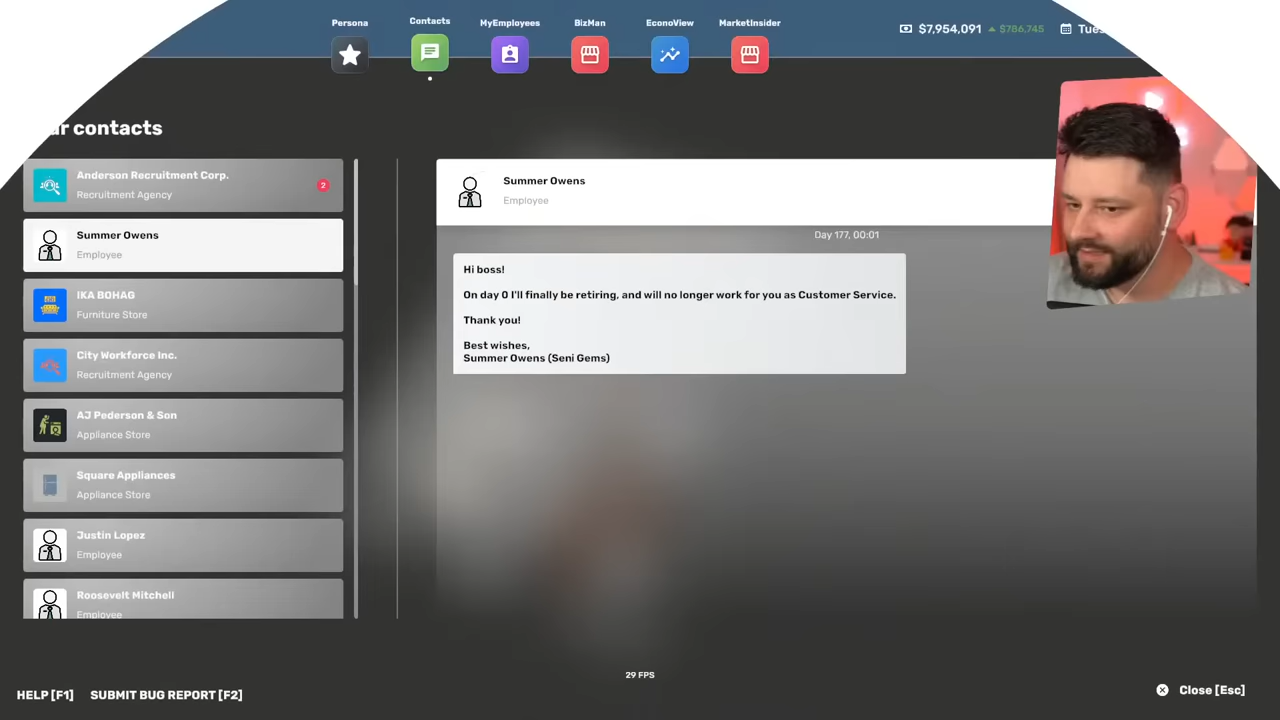 Persona
Contacts
MyEmployees
BizMan
EconoView
MarketInsider
$7,954,091
$786,745
contacts
Anderson Recruitment Corp.
Recruitment Agency
2
Summer Owens
Employee
IKA BOHAG
Furniture Store
City Workforce Inc.
Recruitment Agency
AJ Pederson & Son
Appliance Store
Square Appliances
Appliance Store
Justin Lopez
Employee
Roosevelt Mitchell
Employee
Summer Owens
Employee
Day 177, 00:01
Hi boss!
On day 0 I'll finally be retiring, and will no longer work for you as Customer Service.
Thank you!
Best wishes,
Summer Owens (Seni Gems)
29 FPS
HELP [F1]
SUBMIT BUG REPORT [F2]
Close [Esc]